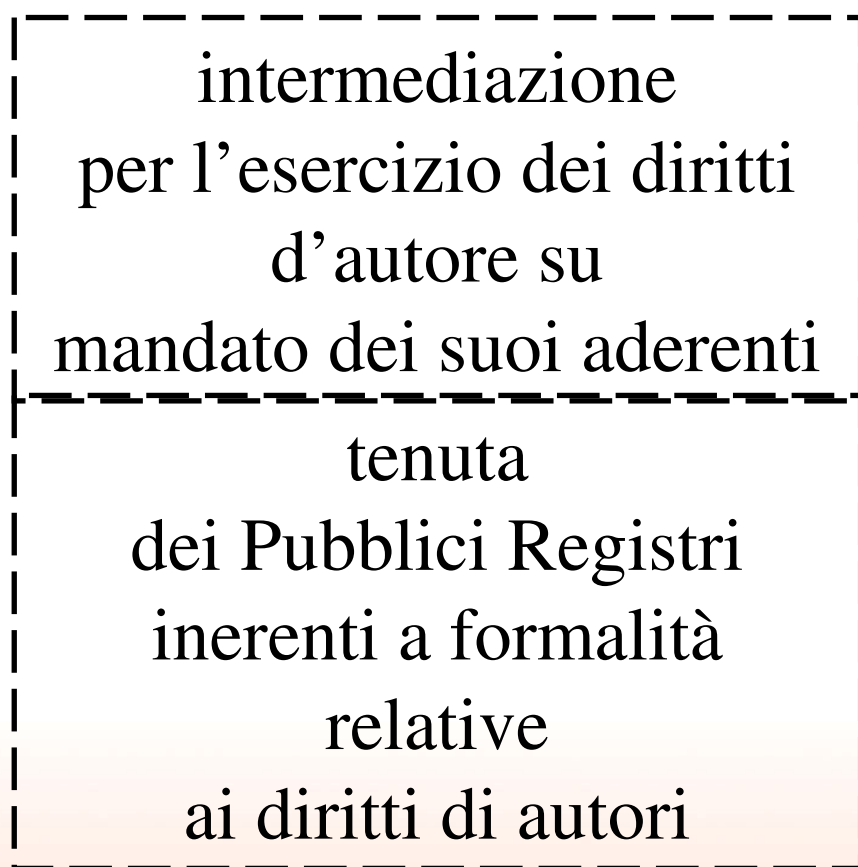 intermediazione
per l’esercizio dei diritti
d’autore su
mandato dei suoi aderenti
tenuta
dei Pubblici Registri
inerenti a formalità
relative
ai diritti di autori